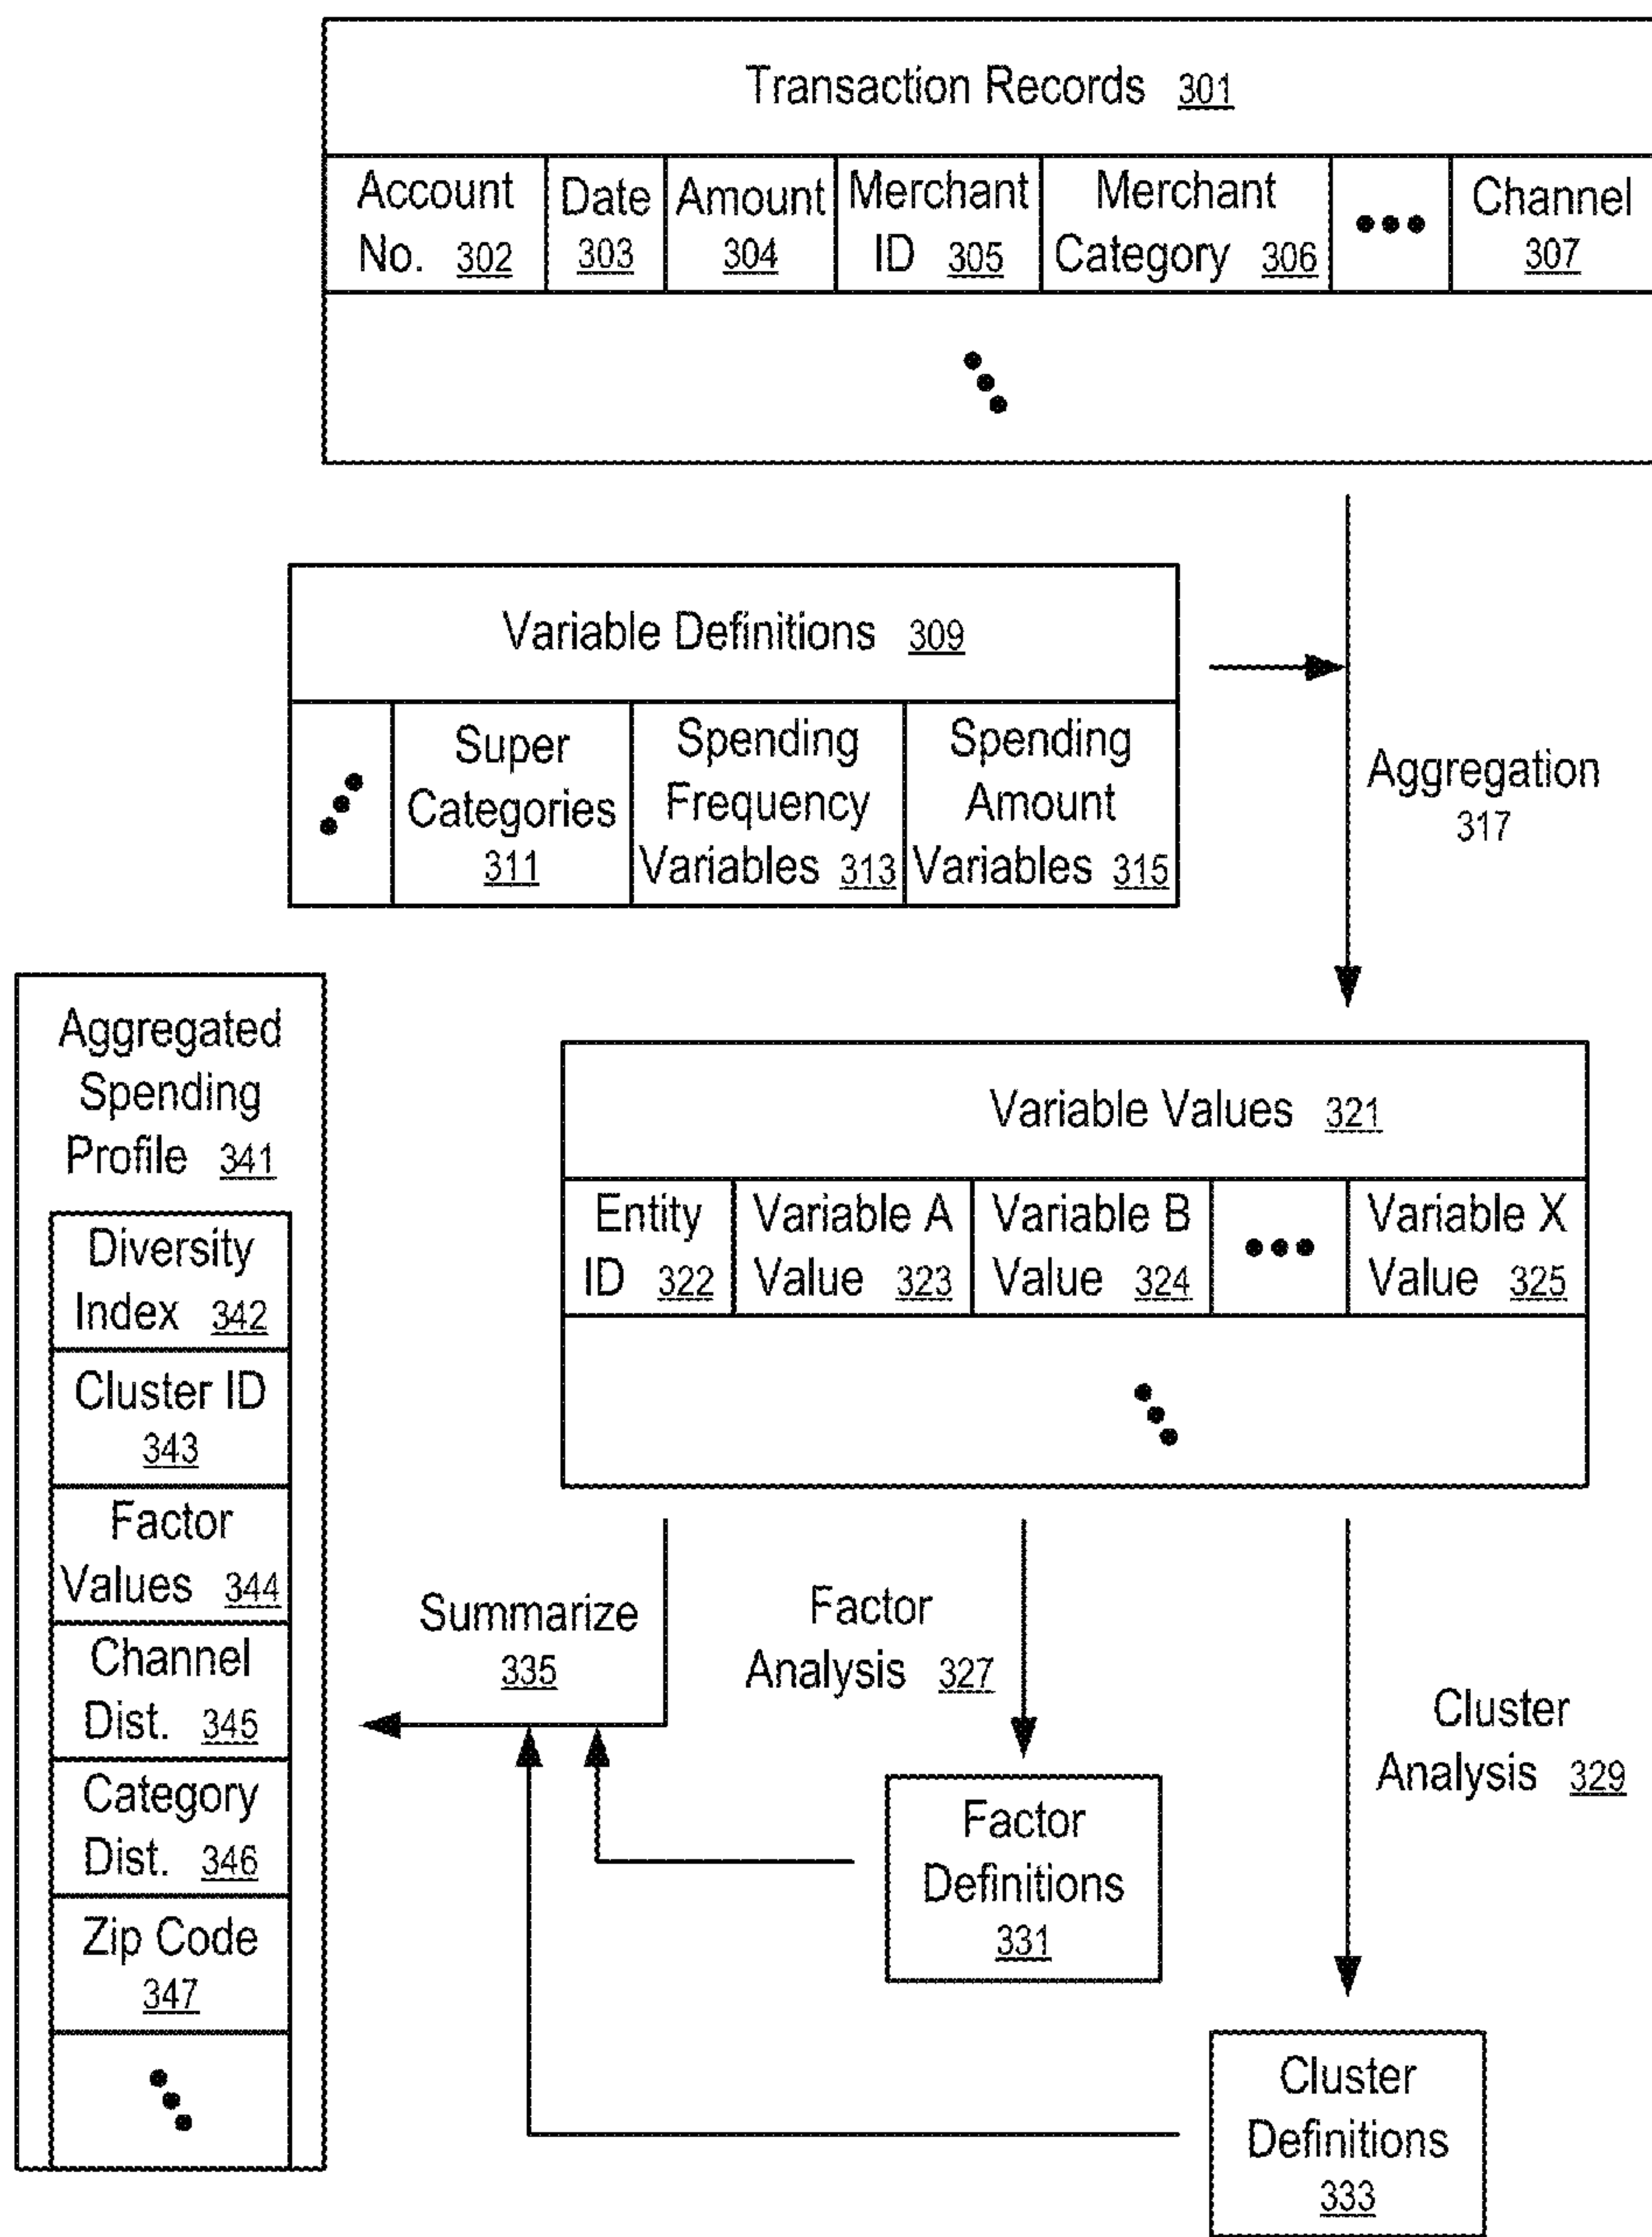 Transaction Records 301
Account
No. 302
Date
303
Amount
304
Merchant
ID 305
Merchant
Category 306
Channel
307
Variable Definitions 309
Super
Categories
311
Spending
Frequency
Variables 313
Spending
Amount
Variables 315
Aggregation
317
Aggregated
Spending
Profile 341
Diversity
Index 342
Cluster ID
343
Factor
Values 344
Channel
Dist. 345
Category
Dist. 346
Zip Code
347
Variable Values 321
Entity
ID 322
Variable A
Value 323
Variable B
Value 324
Variable X
Value 325
Summarize
335
Factor
Analysis 327
Cluster
Analysis 329
Factor
Definitions
331
Cluster
Definitions
333